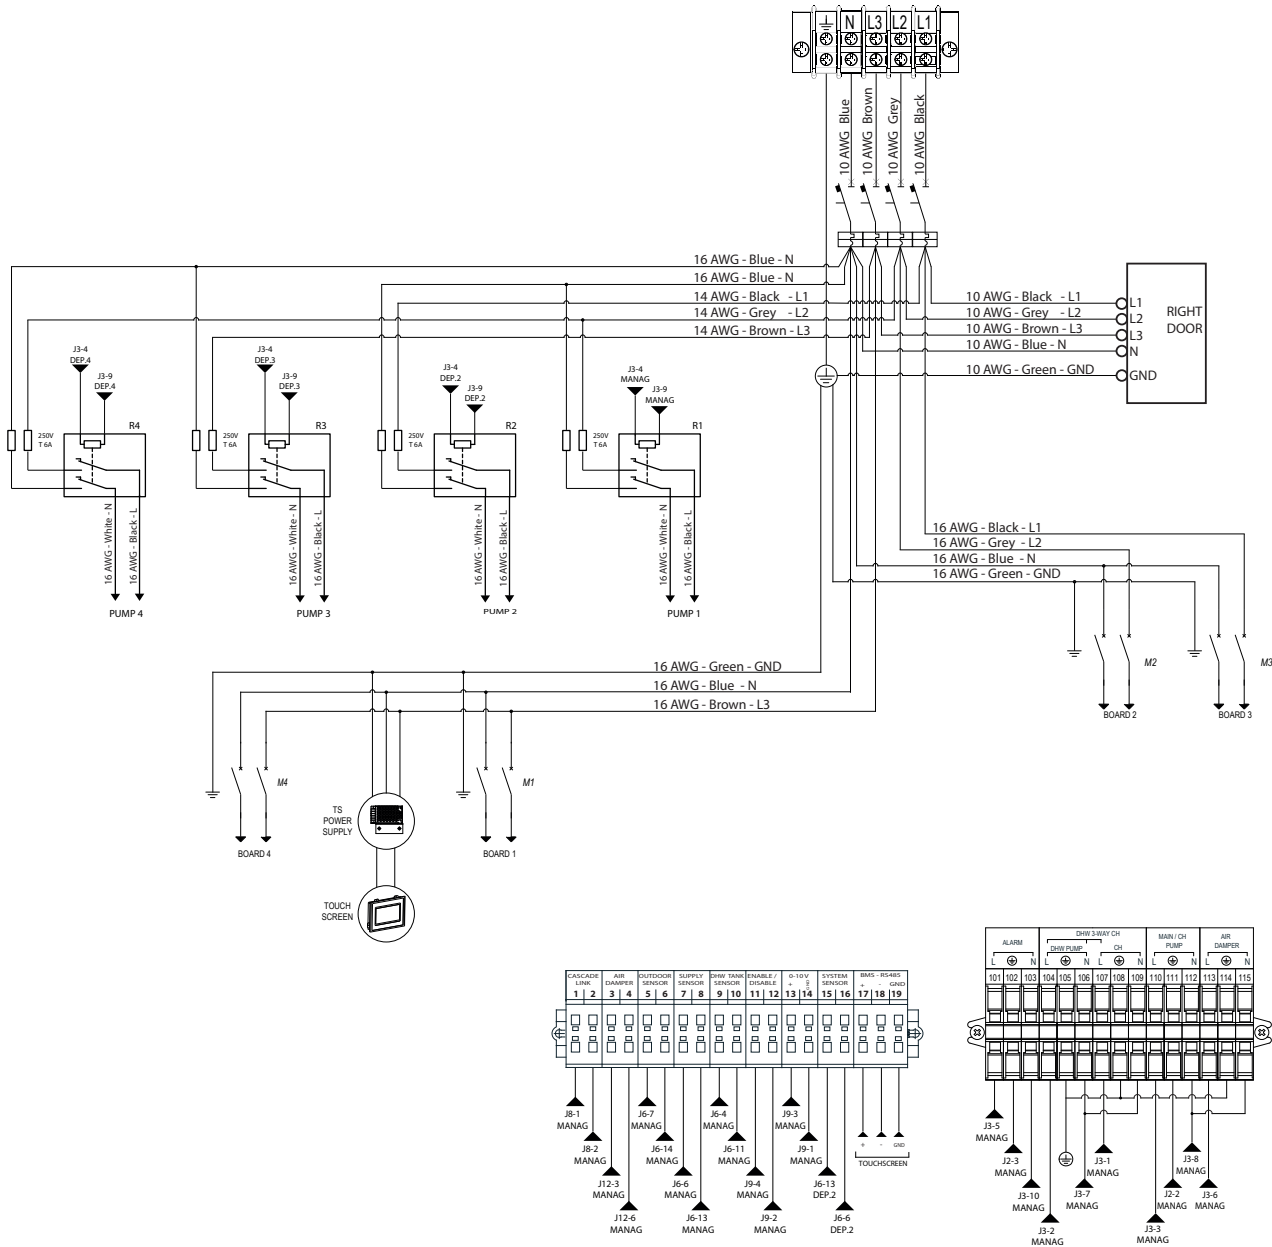 N L3 L2 L1
10 AWG Blue
10 AWG Brown
10 AWG Grey
10 AWG Black
16 AWG - Blue - N
16 AWG - Blue - N
14 AWG - Black - L1
14 AWG - Grey - L2
14 AWG - Brown - L3
10 AWG - Black - L1
10 AWG - Grey - L2
10 AWG - Brown - L3
10 AWG - Blue - N
10 AWG - Green - GND
L1
L2
L3
N
GND
RIGHT
DOOR
J3-4
DEP.4
J3-9
DEP.4
R4
250V
T 6A
16 AWG - White - N
16 AWG - Black - L
PUMP 4
J3-4
DEP.3
J3-9
DEP.3
R3
250V
T 6A
16 AWG - White - N
16 AWG - Black - L
PUMP 3
J3-4
DEP.2
J3-9
DEP.2
R2
250V
T 6A
16 AWG - White - N
16 AWG - Black - L
PUMP 2
J3-4
MANAG
J3-9
MANAG
R1
250V
T 6A
16 AWG - White - N
16 AWG - Black - L
PUMP 1
16 AWG - Black - L1
16 AWG - Grey - L2
16 AWG - Blue - N
16 AWG - Green - GND
M2
M3
BOARD 2
BOARD 3
16 AWG - Green - GND
16 AWG - Blue - N
16 AWG - Brown - L3
M4
M1
BOARD 4
BOARD 1
TS
POWER
SUPPLY
TOUCH
SCREEN
CASCADE
LINK
AIR
DAMPER
OUTDOOR
SENSOR
SUPPLY
SENSOR
DHW TANK
SENSOR
ENABLE /
DISABLE
0-10 V
+ GND
SYSTEM
SENSOR
BMS - RS485
+ - GND
1 2 3 4 5 6 7 8 9 10 11 12 13 14 15 16 17 18 19
J8-1
MANAG
J8-2
MANAG
J12-3
MANAG
J12-6
MANAG
J6-7
MANAG
J6-14
MANAG
J6-6
MANAG
J6-13
MANAG
J6-4
MANAG
J6-11
MANAG
J9-4
MANAG
J9-2
MANAG
J9-3
MANAG
J9-1
MANAG
J6-13
DEP.2
J6-6
DEP.2
+ - GND
TOUCHSCREEN
ALARM
L N
DHW 3-WAY CH
DHW PUMP
L N
CH
L N
MAIN / CH
PUMP
L N
AIR
DAMPER
L N
101 102 103 104 105 106 107 108 109 110 111 112 113 114 115
J3-5
MANAG
J2-3
MANAG
J3-10
MANAG
J3-2
MANAG
J3-7
MANAG
J3-1
MANAG
J3-3
MANAG
J2-2
MANAG
J3-8
MANAG
J3-6
MANAG